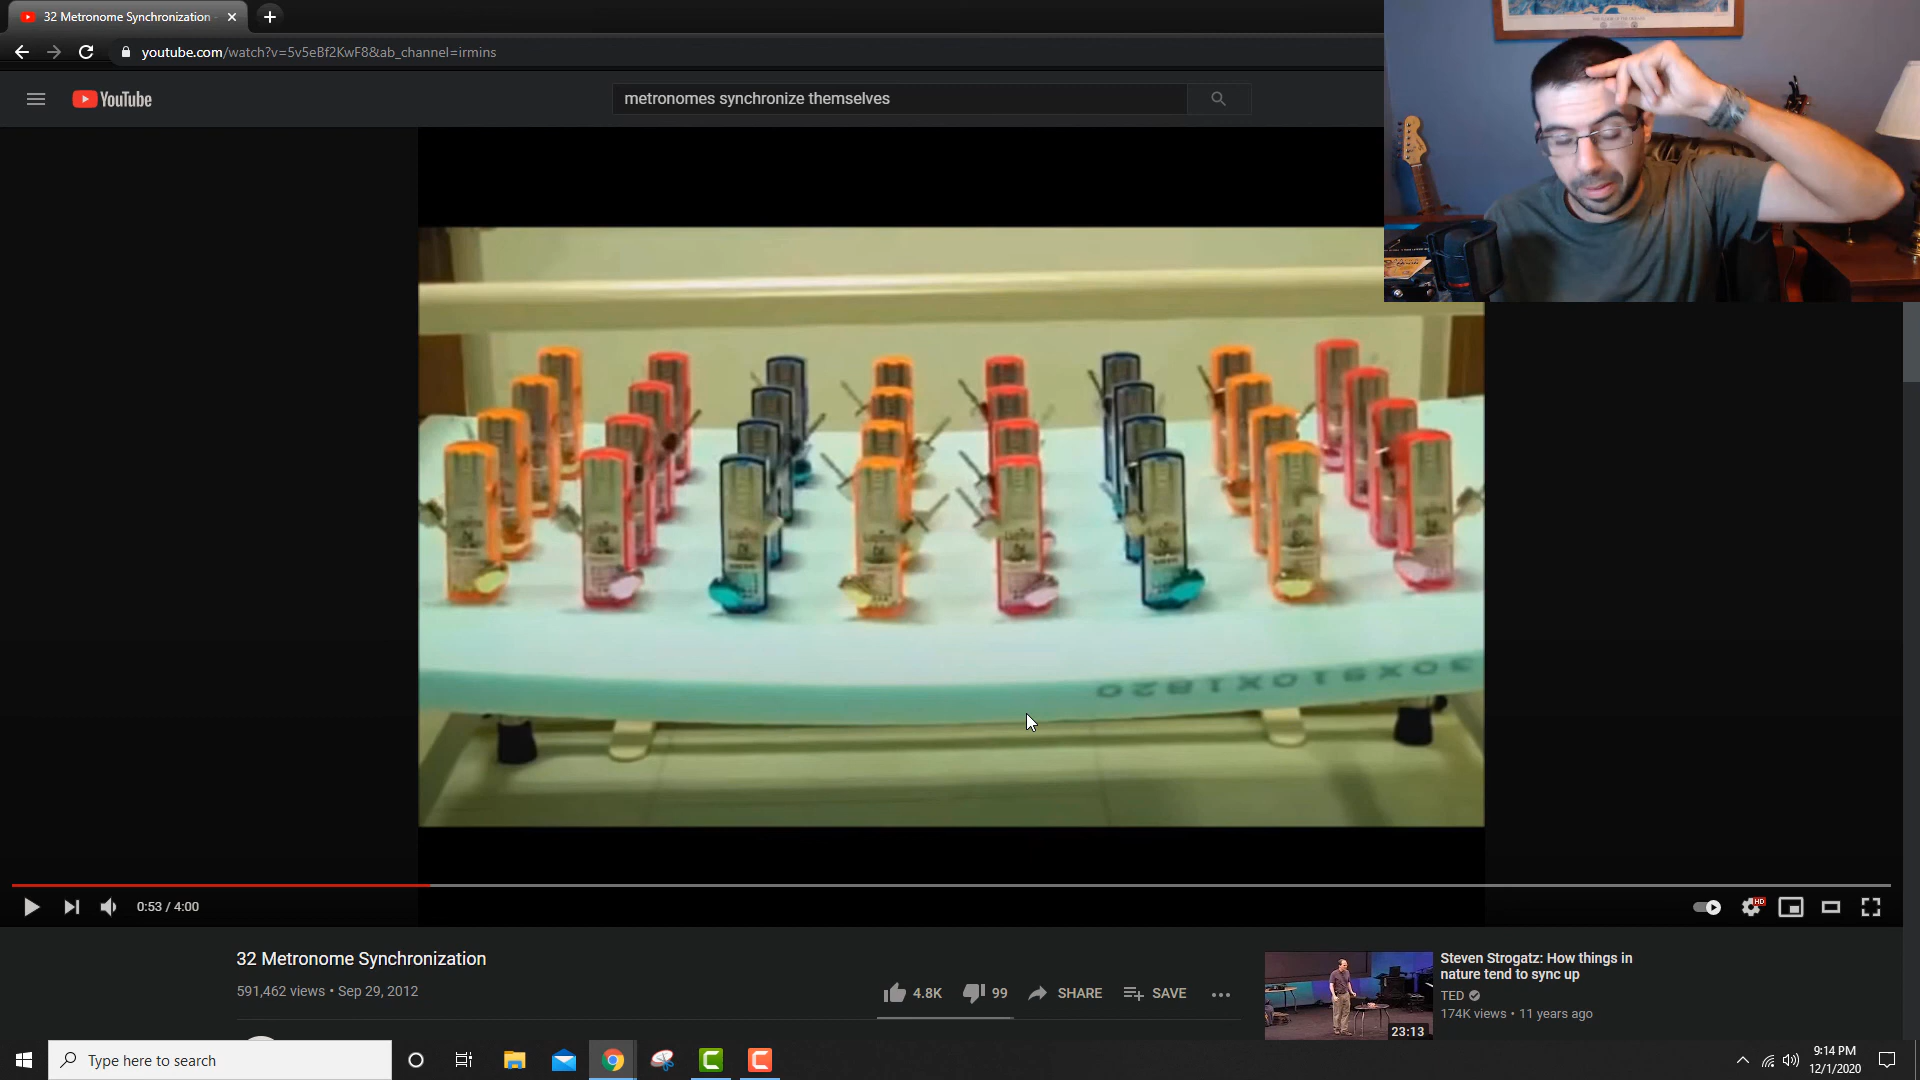 32 Metronome Synchronization -
youtube.com/watch?v=5v5eBf2KwF8&ab_channel=irmins
YouTube
metronomes synchronize themselves
30X910X1820
0:53 / 4:00
HD
32 Metronome Synchronization
591,462 views • Sep 29, 2012
4.8K
99
SHARE
SAVE
Steven Strogatz: How things in
nature tend to sync up
TED
174K views • 11 years ago
23:13
Type here to search
9:14 PM
12/1/2020